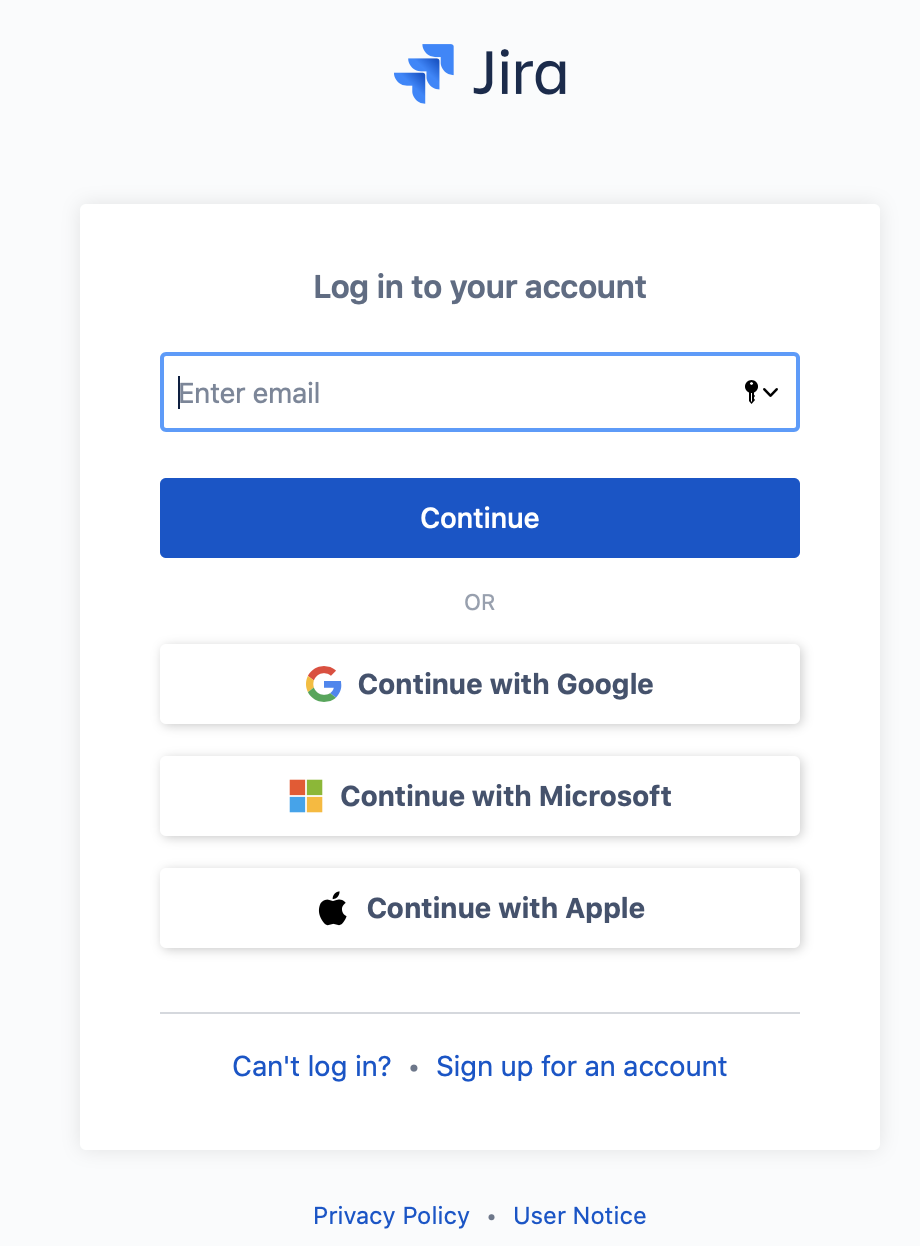 Jira
Log in to your account
Enter email
Continue
OR
Continue with Google
Continue with Microsoft
Continue with Apple
Can't log in? • Sign up for an account
Privacy Policy • User Notice